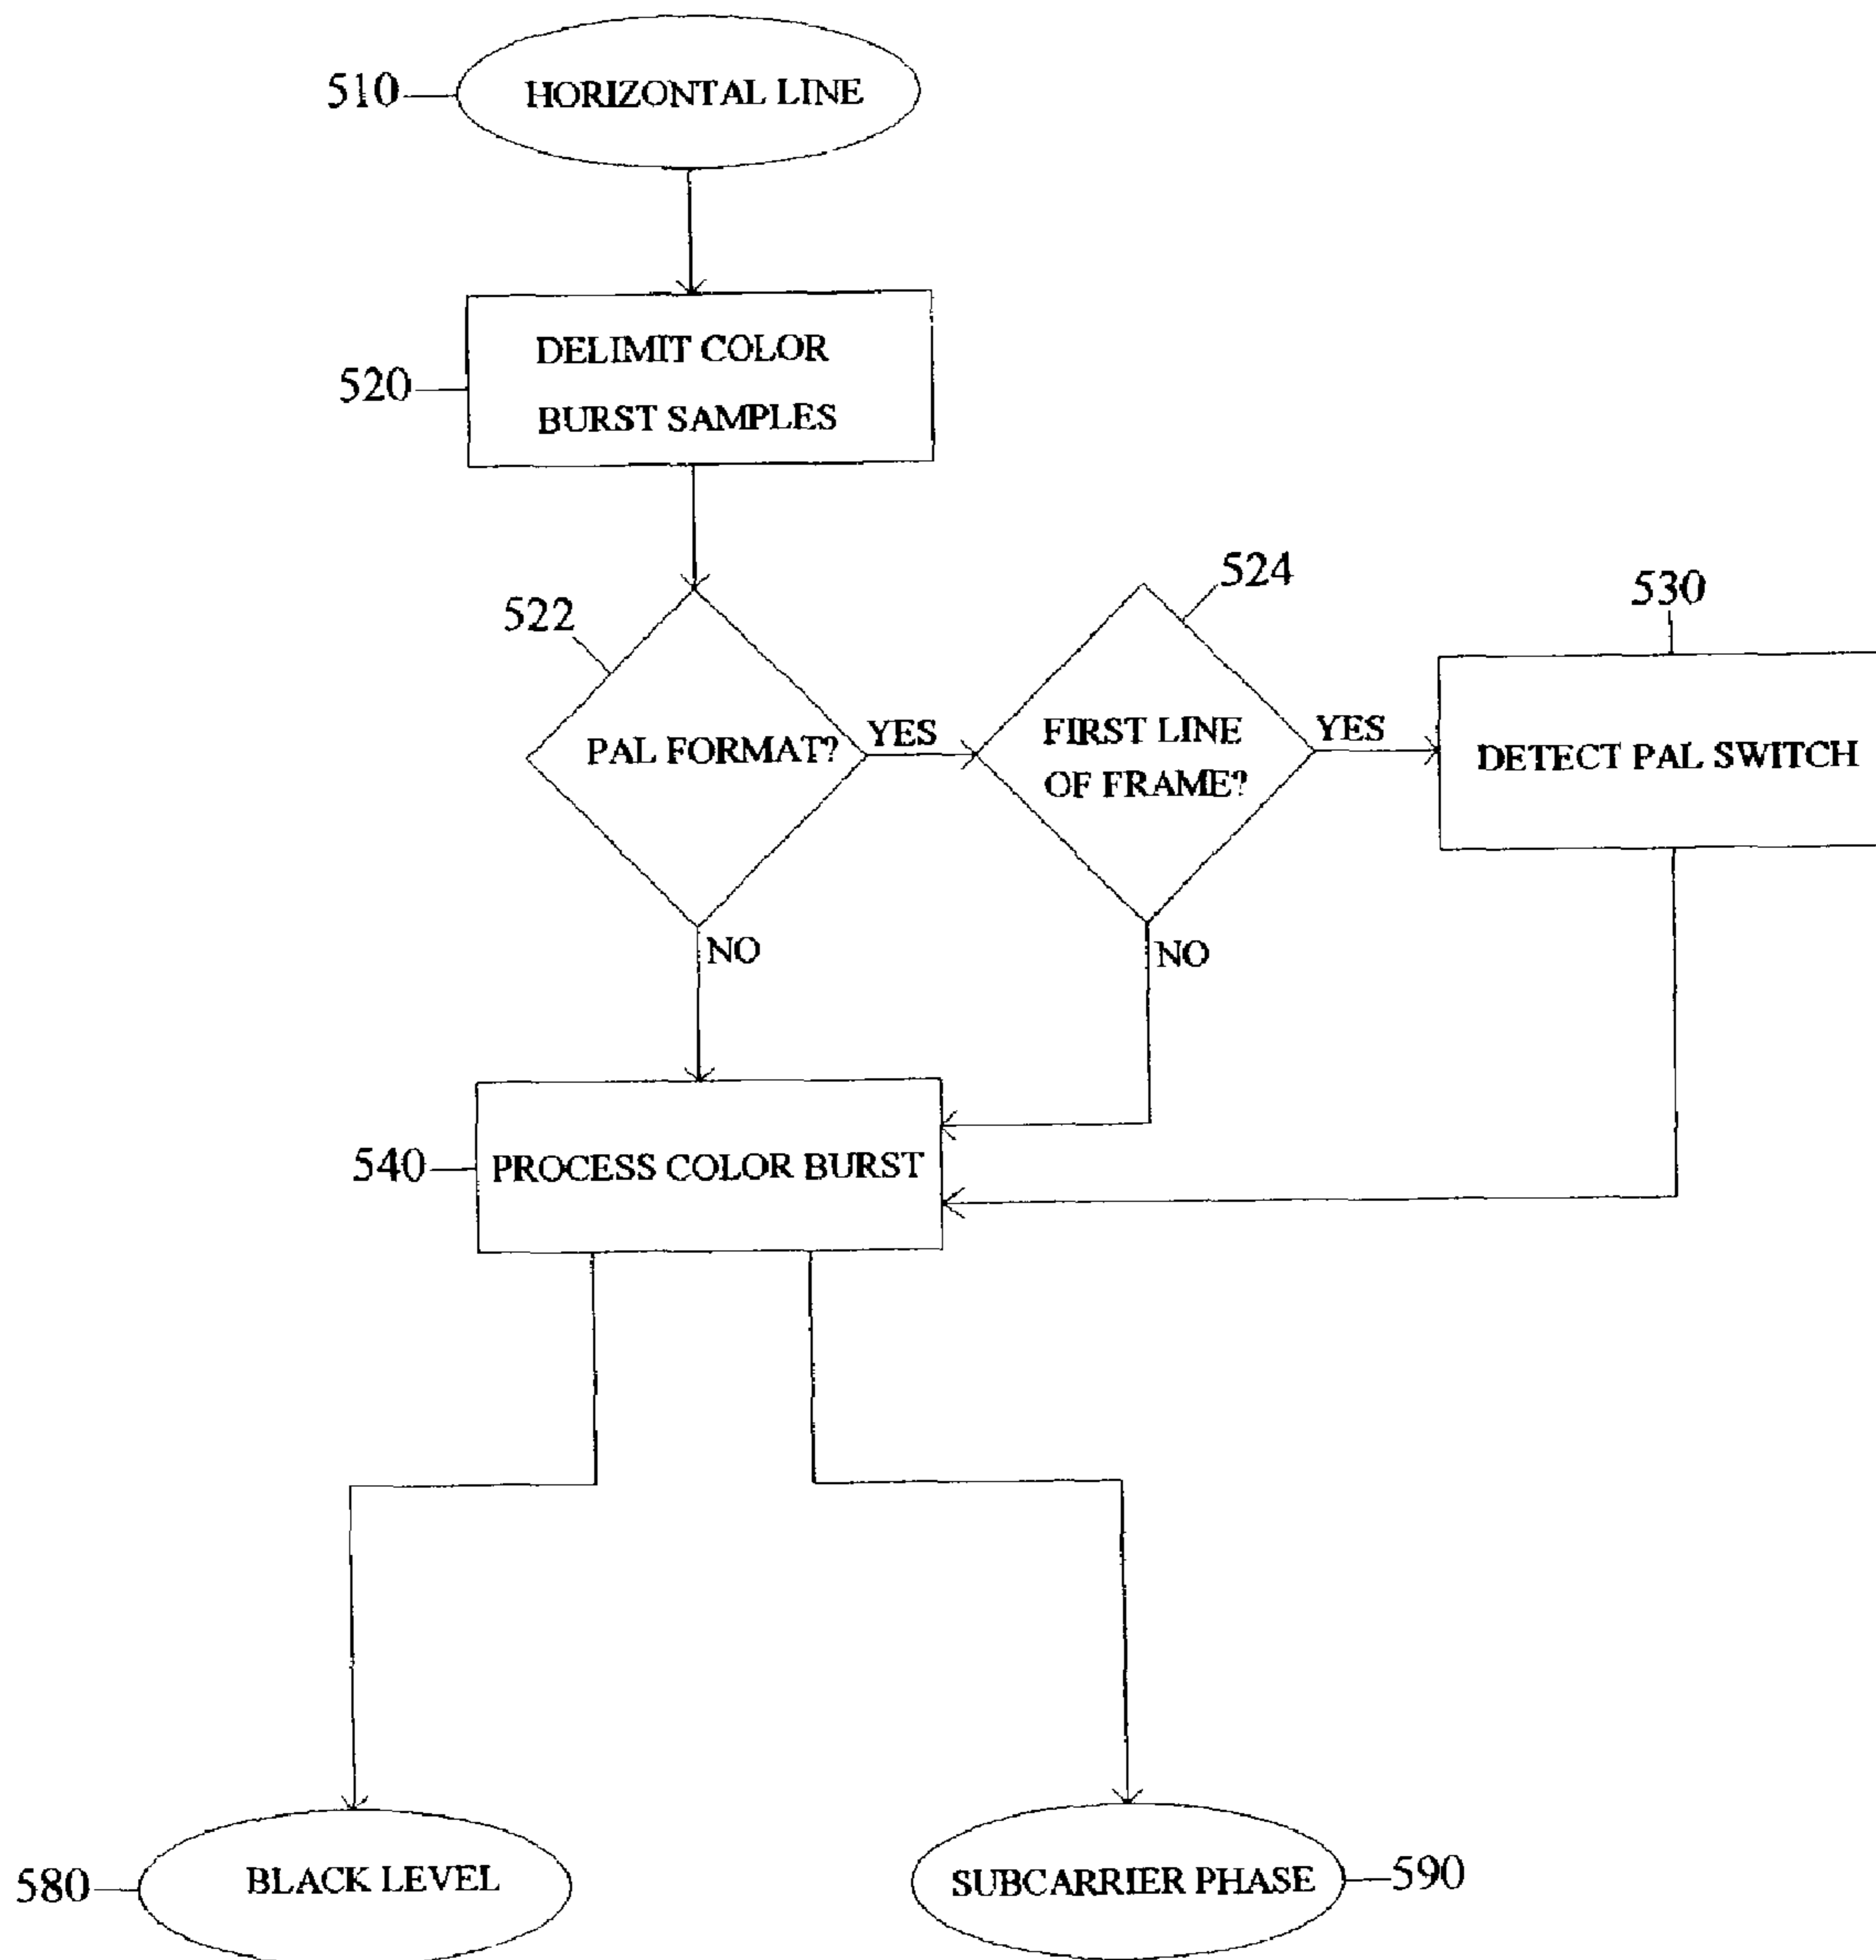 510
HORIZONTAL LINE
520
DELIMIT COLOR
BURST SAMPLES
522
PAL FORMAT?
YES
NO
524
FIRST LINE
OF FRAME?
YES
NO
530
DETECT PAL SWITCH
540
PROCESS COLOR BURST
580
BLACK LEVEL
SUBCARRIER PHASE
590